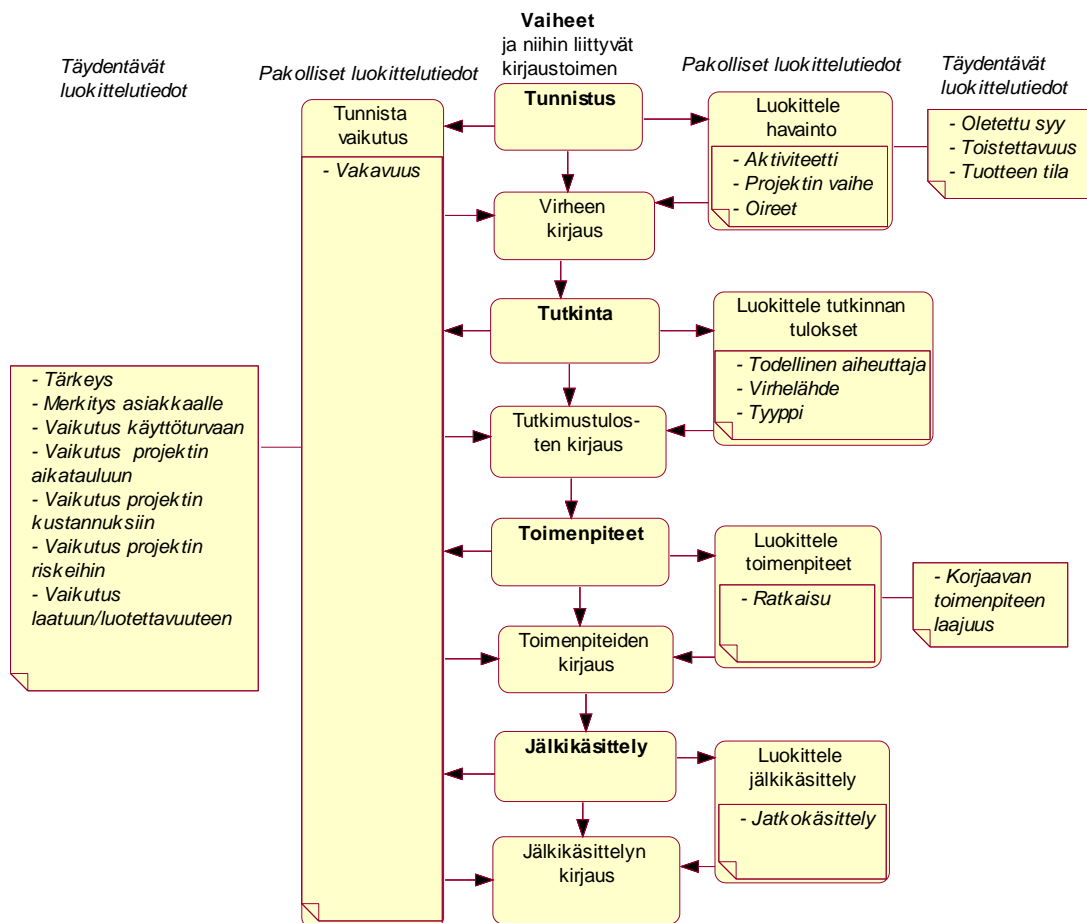 Vaiheet
ja niihin liittyvät
kirjaustoimen
Täydentävät
luokittelutiedot
Pakolliset luokittelutiedot
Pakolliset luokittelutiedot
Täydentävät
luokittelutiedot
Tunnista
vaikutus
- Vakavuus
Tunnistus
Luokittele
havainto
- Aktiviteetti
- Projektin vaihe
- Oireet
- Oletettu syy
- Toistettavuus
- Tuotteen tila
Virheen
kirjaus
Tutkinta
Luokittele tutkinnan
tulokset
- Todellinen aiheuttaja
- Virhelähde
- Tyyppi
- Tärkeys
- Merkitys asiakkaalle
- Vaikutus käyttöturvaan
- Vaikutus projektin
aikatauluun
- Vaikutus projektin
kustannuksiin
- Vaikutus projektin
riskeihin
- Vaikutus
laatuun/luotettavuuteen
Tutkimustulos-
ten kirjaus
Toimenpiteet
Luokittele
toimenpiteet
- Ratkaisu
- Korjaavan
toimenpiteen
laajuus
Toimenpiteiden
kirjaus
Jälkikäsittely
Luokittele
jälkikäsittely
- Jatkokäsittely
Jälkikäsittelyn
kirjaus